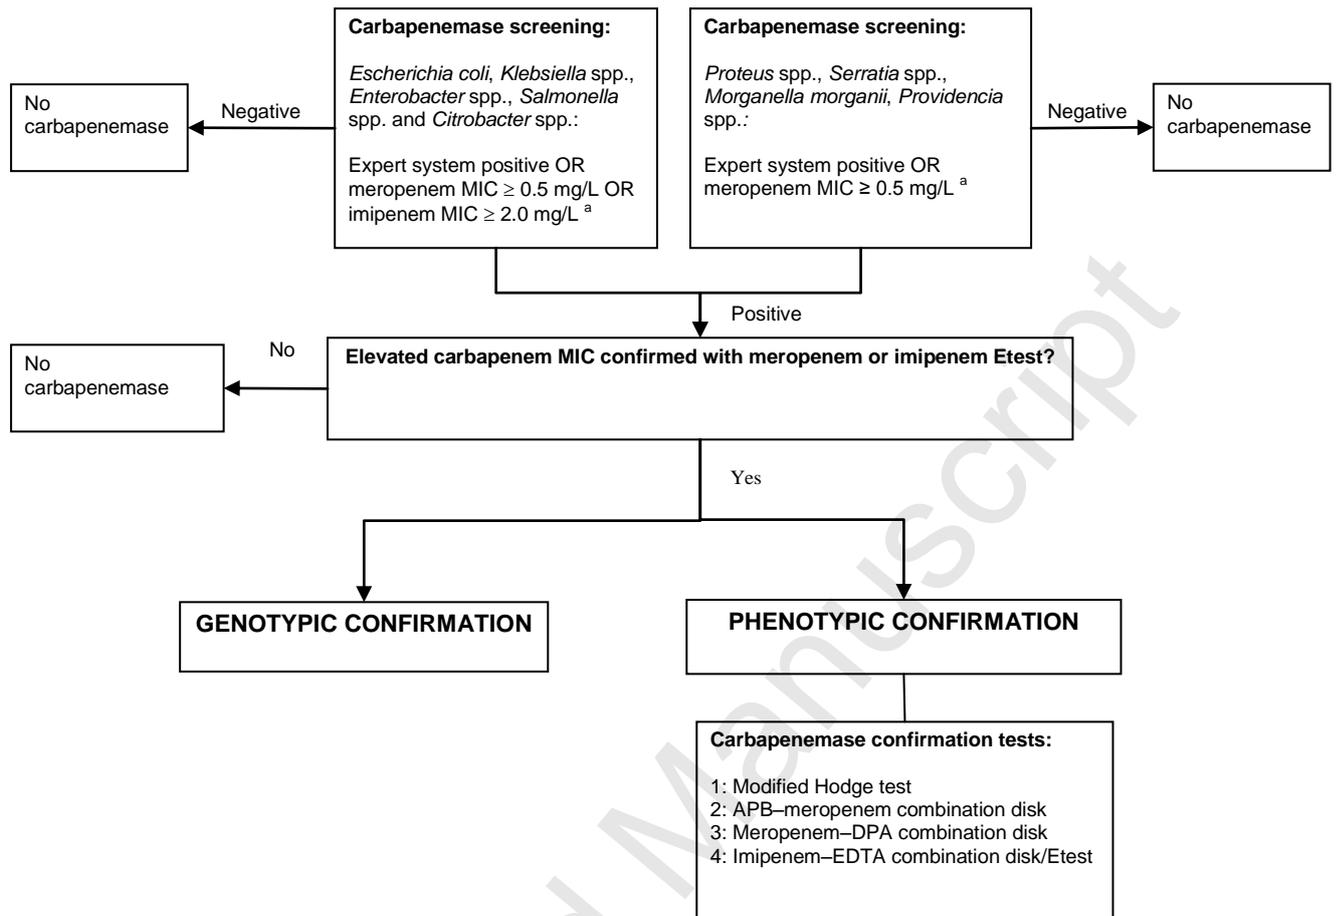 Carbapenemase screening:
Escherichia coli, Klebsiella spp.,
Enterobacter spp., Salmonella
spp. and Citrobacter spp.:
Expert system positive OR
meropenem MIC ≥ 0.5 mg/L OR
imipenem MIC ≥ 2.0 mg/L a
Carbapenemase screening:
Proteus spp., Serratia spp.,
Morganella morganii, Providencia
spp.:
Expert system positive OR
meropenem MIC ≥ 0.5 mg/L a
No
carbapenemase
Negative
Negative
No
carbapenemase
Positive
No
carbapenemase
No
Elevated carbapenem MIC confirmed with meropenem or imipenem Etest?
Yes
GENOTYPIC CONFIRMATION
PHENOTYPIC CONFIRMATION
Carbapenemase confirmation tests:
1: Modified Hodge test
2: APB–meropenem combination disk
3: Meropenem–DPA combination disk
4: Imipenem–EDTA combination disk/Etest
d Manuscript